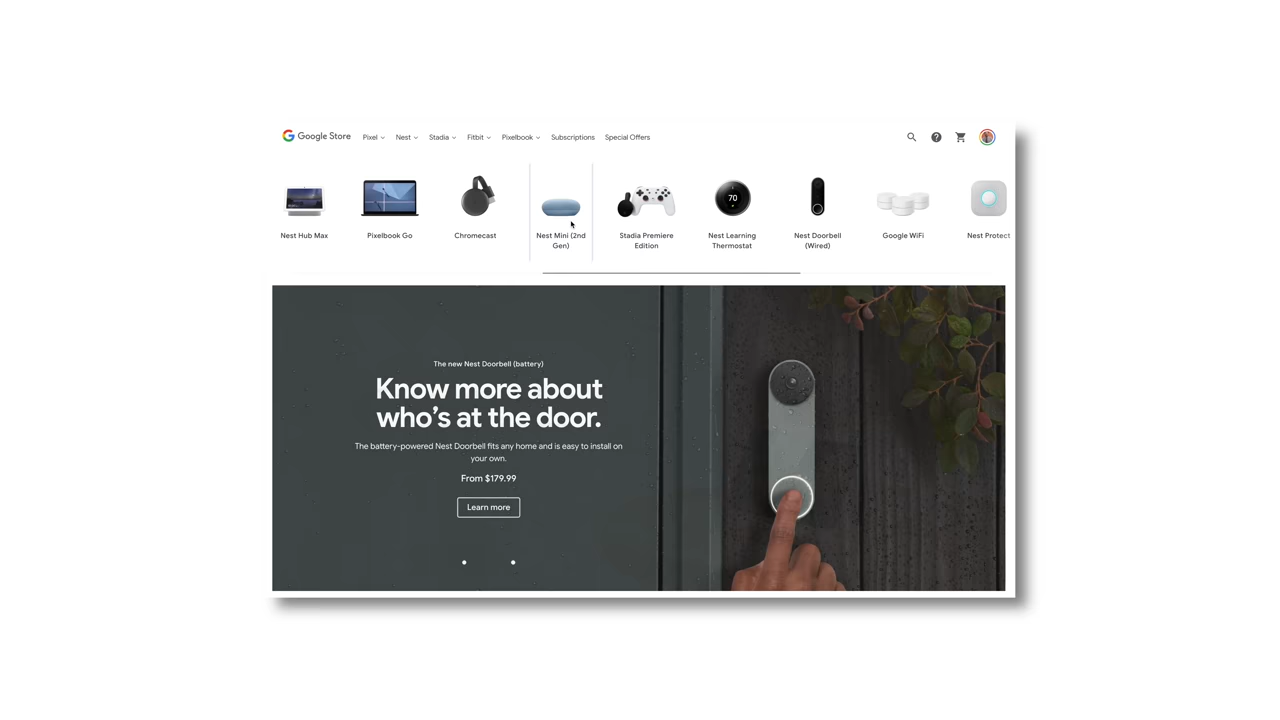 Google Store Pixel Nest Stadia Fitbit Pixelbook Subscriptions Special Offers
Nest Hub Max
Pixelbook Go
Chromecast
Nest Mini (2nd
Gen)
Stadia Premiere
Edition
70
Nest Learning
Thermostat
Nest Doorbell
(Wired)
Google WiFi
Nest Protect
The new Nest Doorbell (battery)
Know more about
who's at the door.
The battery-powered Nest Doorbell fits any home and is easy to install on
your own.
From $179.99
Learn more